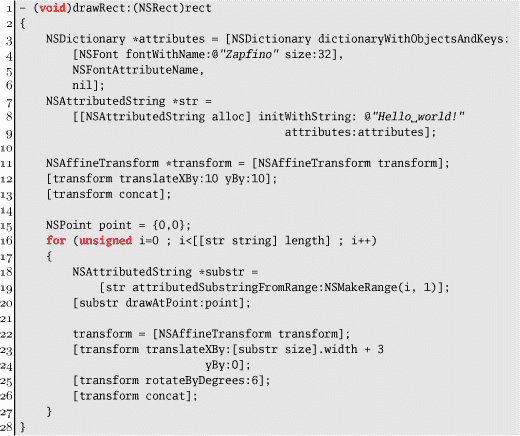 1 - (void)drawRect:(NSRect)rect
2 {
3     NSDictionary *attributes = [NSDictionary dictionaryWithObjectsAndKeys:
4         [NSFont fontWithName:@"Zapfino" size:32],
5         NSFontAttributeName,
6         nil];
7     NSAttributedString *str =
8         [[NSAttributedString alloc] initWithString: @"Hello␣world!"
9                                         attributes:attributes];
10
11     NSAffineTransform *transform = [NSAffineTransform transform];
12     [transform translateXBy:10 yBy:10];
13     [transform concat];
14
15     NSPoint point = {0,0};
16     for (unsigned i=0 ; i<[[str string] length] ; i++)
17     {
18         NSAttributedString *substr =
19             [str attributedSubstringFromRange:NSMakeRange(i, 1)];
20         [substr drawAtPoint:point];
21
22         transform = [NSAffineTransform transform];
23         [transform translateXBy:[substr size].width + 3
24                             yBy:0];
25         [transform rotateByDegrees:6];
26         [transform concat];
27     }
28 }